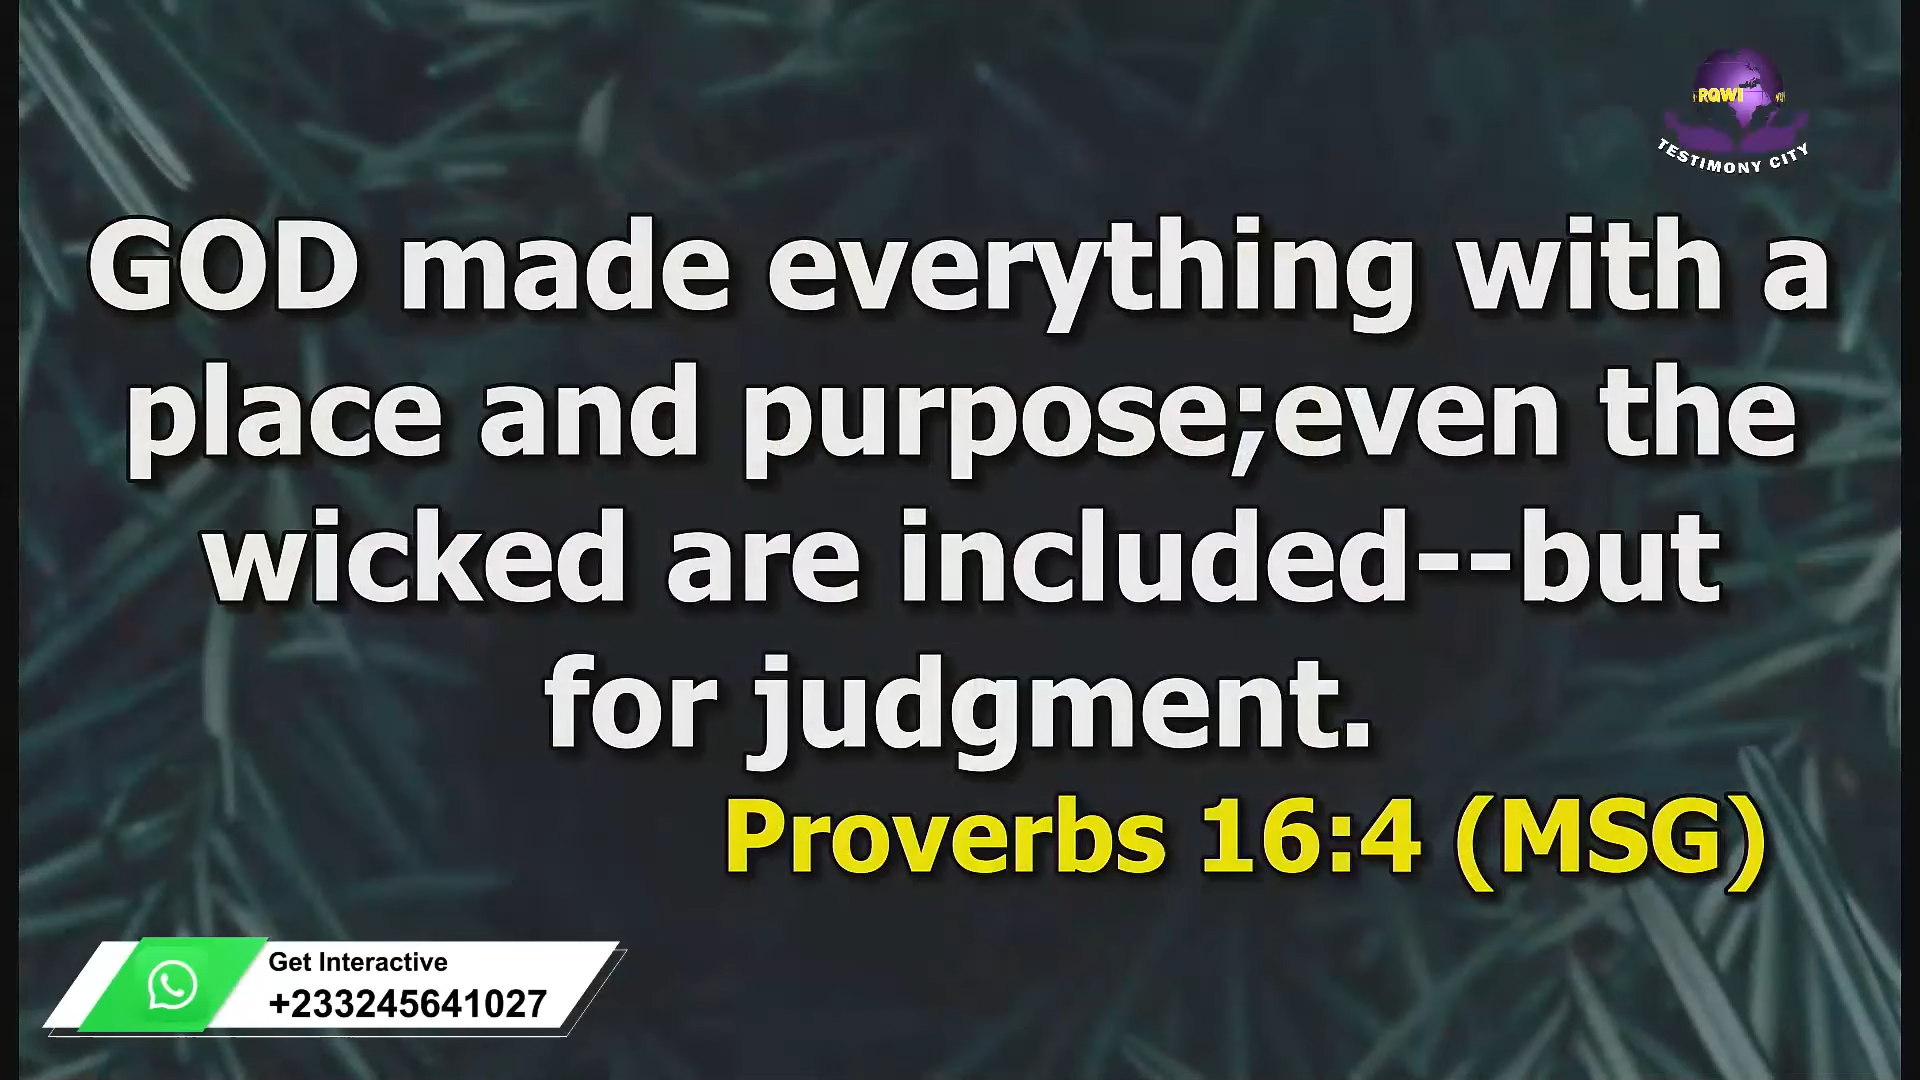 RQWI
TESTIMONY CITY
GOD made everything with a
place and purpose;even the
wicked are included--but
for judgment.
Proverbs 16:4 (MSG)
Get Interactive
+233245641027